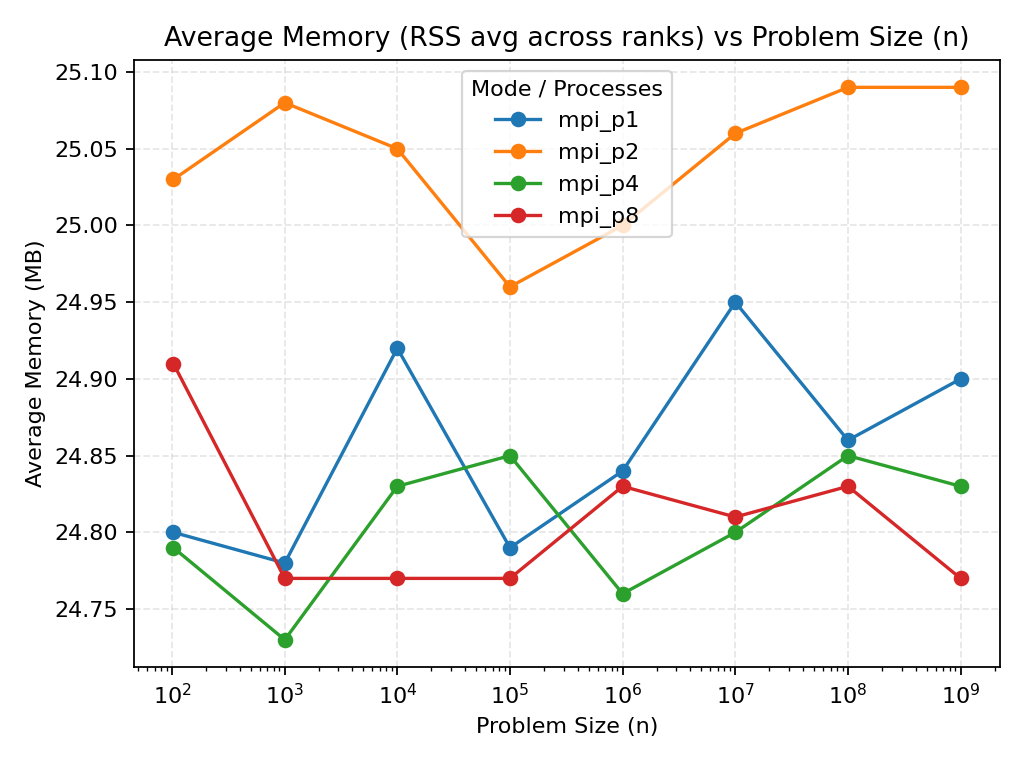 Average Memory (RSS avg across ranks) vs Problem Size (n)
Mode / Processes
mpi_p1
mpi_p2
mpi_p4
mpi_p8
Average Memory (MB)
25.10
25.05
25.00
24.95
24.90
24.85
24.80
24.75
10² 10³ 10⁴ 10⁵ 10⁶ 10⁷ 10⁸ 10⁹
Problem Size (n)